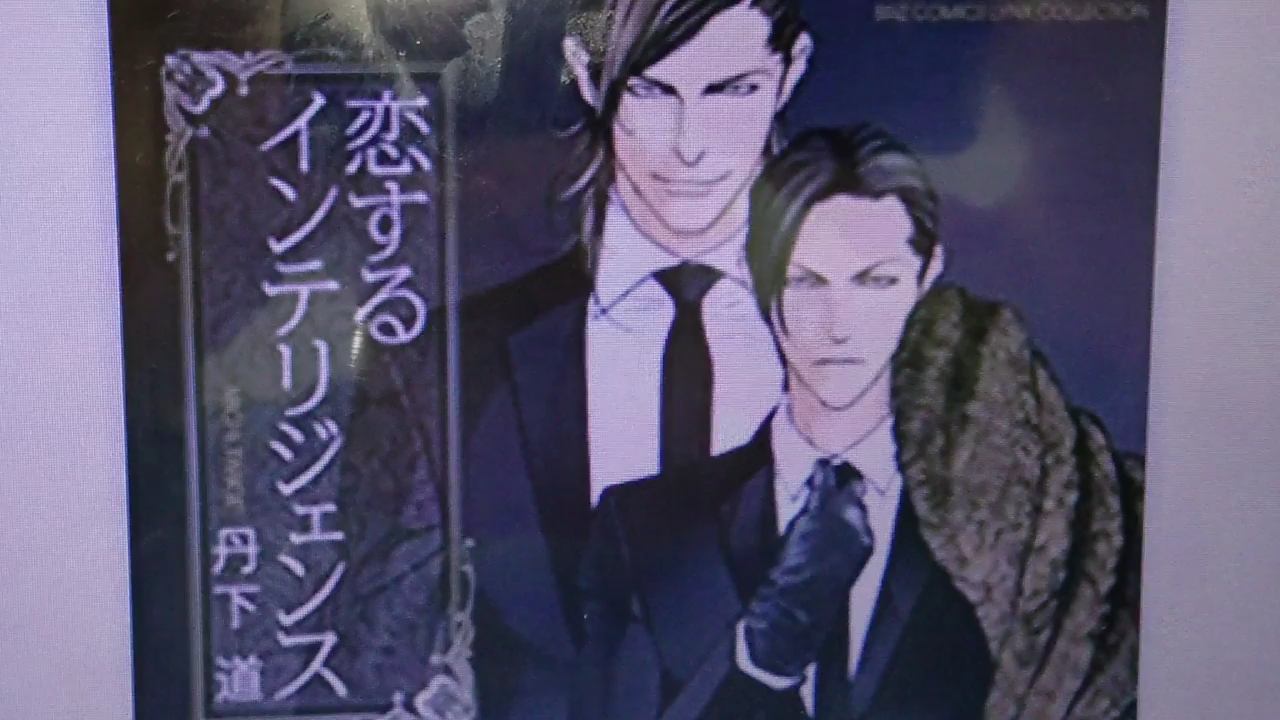 恋する
インテリジェンス
丹下 道